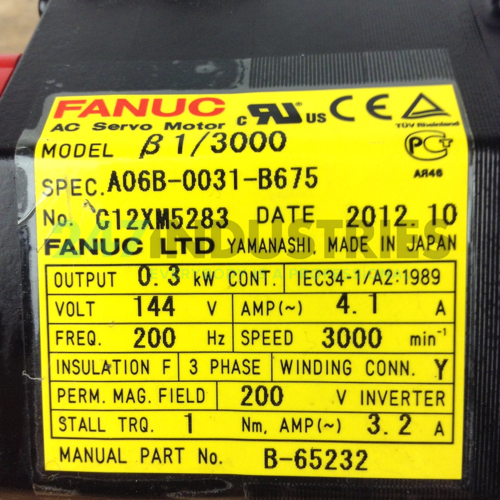 FANUC c RU us CE TÜV Rheinland
AC Servo Motor
MODEL β 1/3000 PC
SPEC. A06B-0031-B675 АЯ46
No. C12XM5283 DATE 2012.10
FANUC LTD YAMANASHI, MADE IN JAPAN
OUTPUT 0.3 kW CONT. IEC34-1/A2:1989
VOLT 144 V AMP(~) 4.1 A
FREQ. 200 Hz SPEED 3000 min⁻¹
INSULATION F 3 PHASE WINDING CONN. Y
PERM. MAG. FIELD 200 V INVERTER
STALL TRQ. 1 Nm, AMP(~) 3.2 A
MANUAL PART No. B-65232